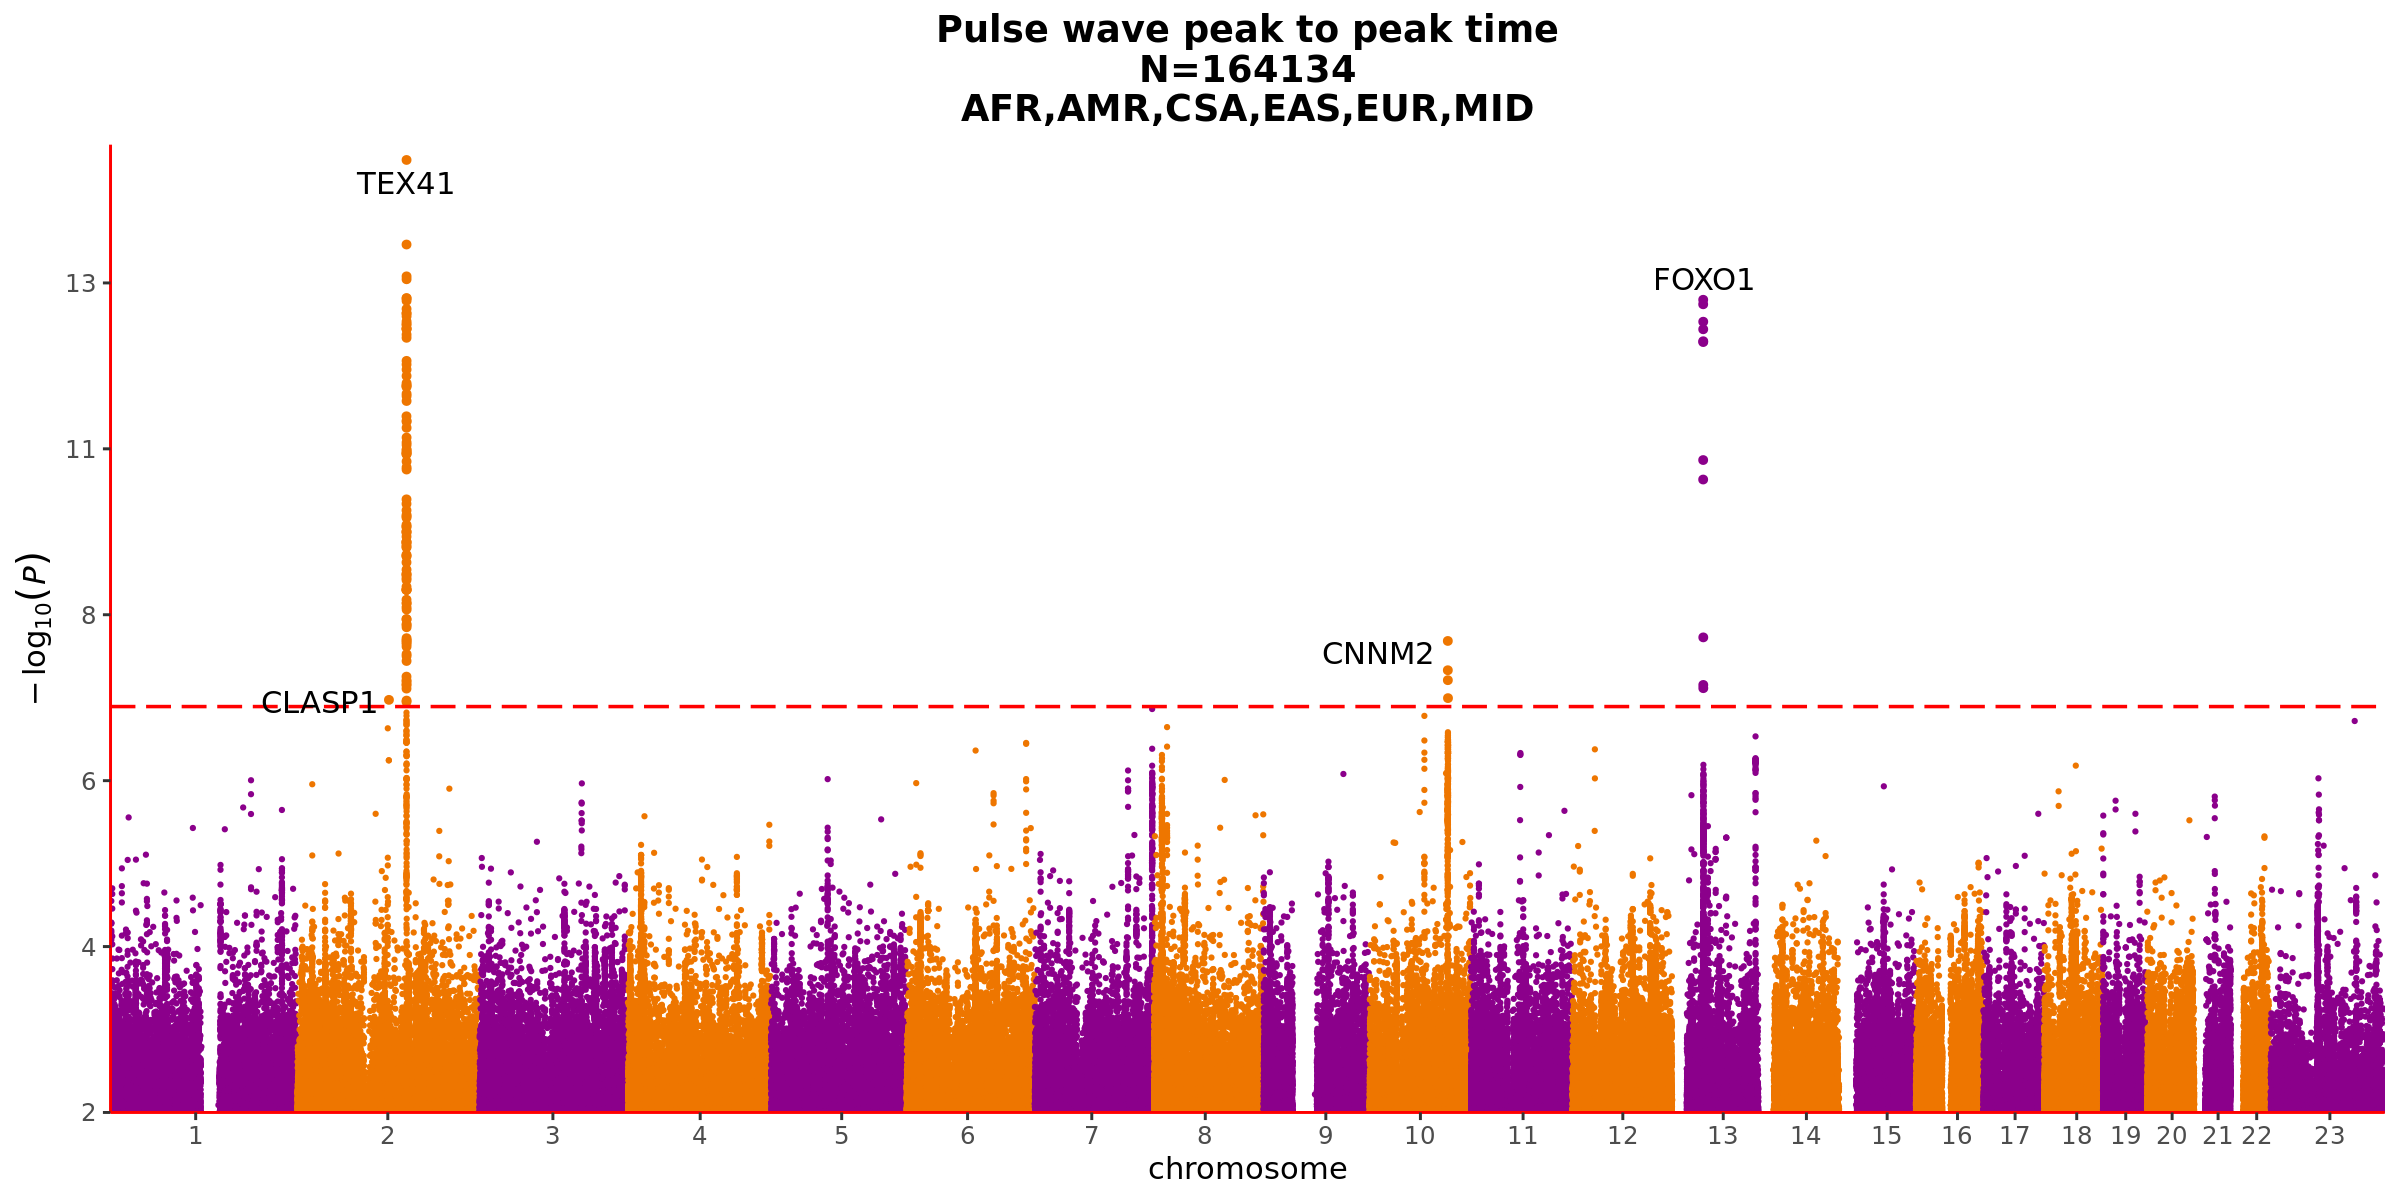 Pulse wave peak to peak time
N=164134
AFR,AMR,CSA,EAS,EUR,MID
TEX41
FOXO1
CNNM2
CLASP1
−log₁₀(P)
13
11
8
6
4
2
1 2 3 4 5 6 7 8 9 10 11 12 13 14 15 16 17 18 19 20 21 22 23
chromosome